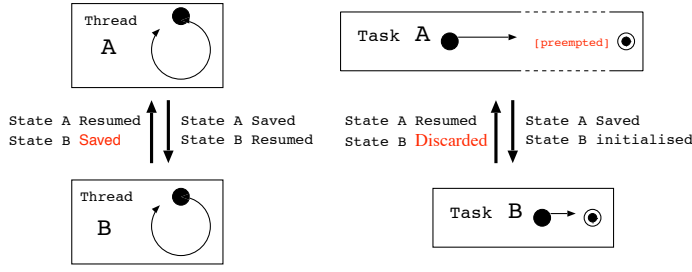 Thread
A
State A Resumed
State B Saved
State A Saved
State B Resumed
Thread
B
Task A
[preempted]
State A Resumed
State B Discarded
State A Saved
State B initialised
Task B